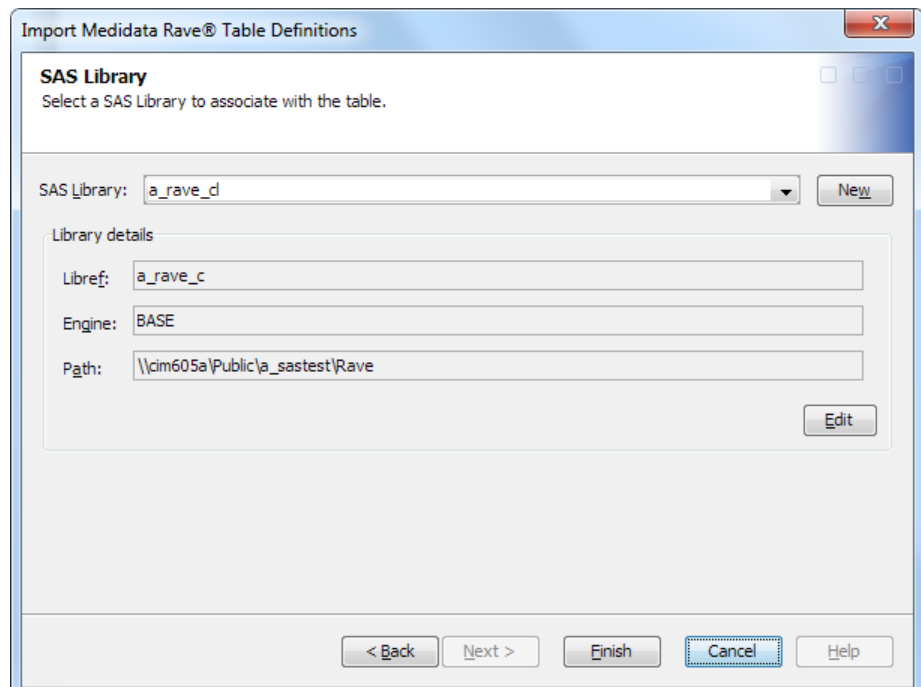 Import Medidata Rave® Table Definitions
SAS Library
Select a SAS Library to associate with the table.
SAS Library: a_rave_cl New
Library details
Libref: a_rave_c
Engine: BASE
Path: \\cim605a\Public\a_sastest\Rave
Edit
< Back Next > Finish Cancel Help